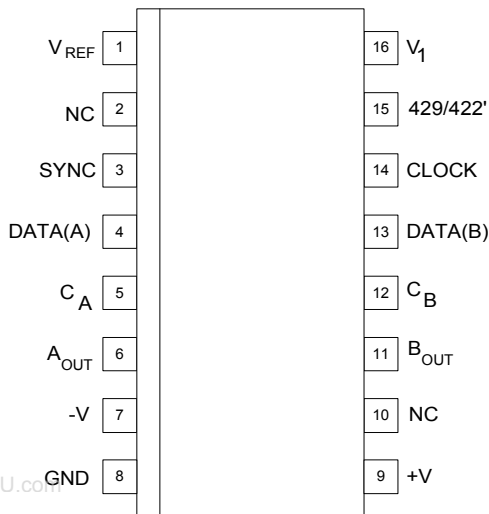 VREF 1 16 V1
NC 2 15 429/422'
SYNC 3 14 CLOCK
DATA(A) 4 13 DATA(B)
CA 5 12 CB
AOUT 6 11 BOUT
-V 7 10 NC
GND 8 9 +V
U.com